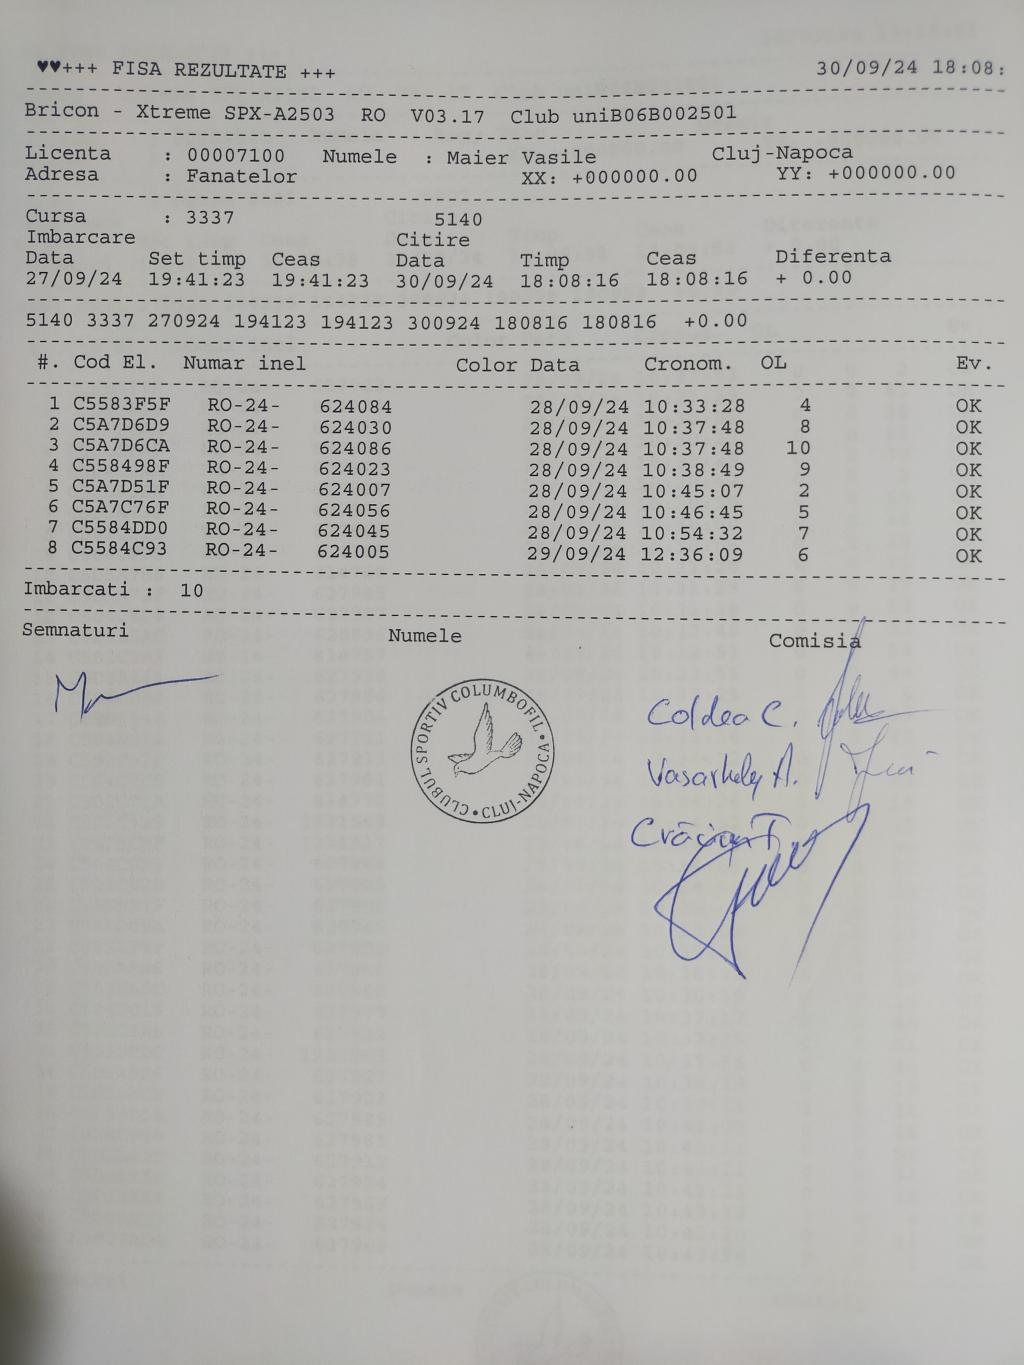 ♥♥+++ FISA REZULTATE +++ 30/09/24 18:08:
Bricon - Xtreme SPX-A2503 RO V03.17 Club uniB06B002501
Licenta : 00007100 Numele : Maier Vasile Cluj-Napoca
Adresa : Fanatelor XX: +000000.00 YY: +000000.00
Cursa : 3337 5140
Imbarcare Citire
Data Set timp Ceas Data Timp Ceas Diferenta
27/09/24 19:41:23 19:41:23 30/09/24 18:08:16 18:08:16 + 0.00
5140 3337 270924 194123 194123 300924 180816 180816 +0.00
#. Cod El. Numar inel Color Data Cronom. OL Ev.
1 C5583F5F RO-24- 624084 28/09/24 10:33:28 4 OK
2 C5A7D6D9 RO-24- 624030 28/09/24 10:37:48 8 OK
3 C5A7D6CA RO-24- 624086 28/09/24 10:37:48 10 OK
4 C558498F RO-24- 624023 28/09/24 10:38:49 9 OK
5 C5A7D51F RO-24- 624007 28/09/24 10:45:07 2 OK
6 C5A7C76F RO-24- 624056 28/09/24 10:46:45 5 OK
7 C5584DD0 RO-24- 624045 28/09/24 10:54:32 7 OK
8 C5584C93 RO-24- 624005 29/09/24 12:36:09 6 OK
Imbarcati : 10
Semnaturi Numele Comisia
CLUBUL SPORTIV COLUMBOFIL • CLUJ-NAPOCA •
Coldea C.
Vasarhely A.
Crăciun T